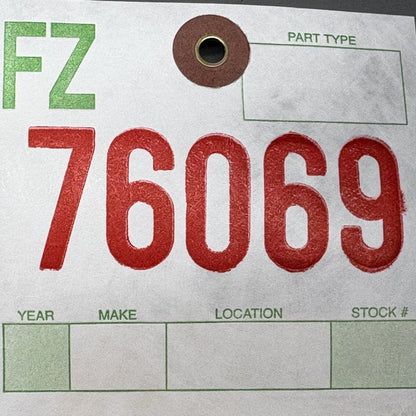 FZ
PART TYPE
76069
YEAR MAKE LOCATION STOCK #